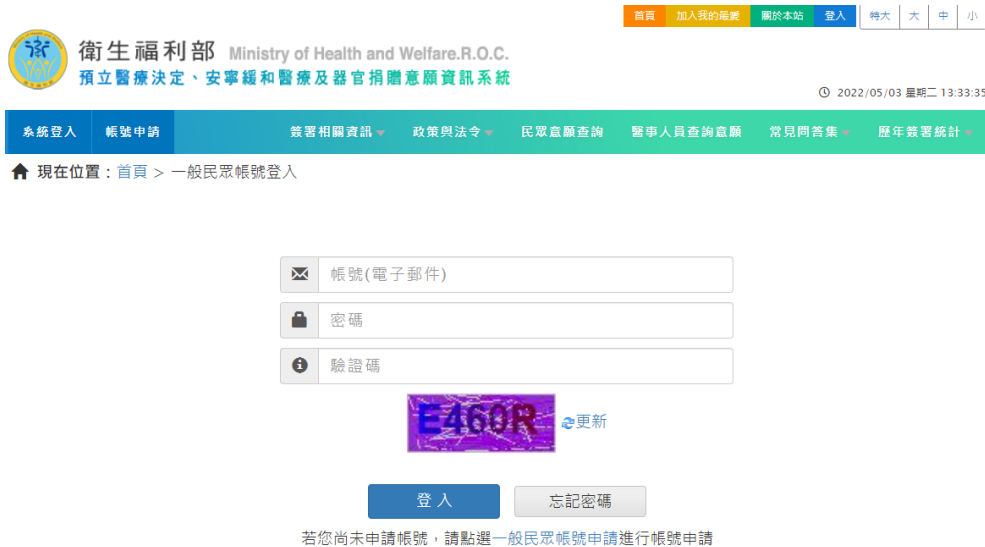 首頁 加入我的最愛 關於本站 登入 特大 大 中 小
衛生福利部 Ministry of Health and Welfare.R.O.C.
預立醫療決定、安寧緩和醫療及器官捐贈意願資訊系統
2022/05/03 星期二 13:33:35
系統登入 帳號申請 簽署相關資訊 政策與法令 民眾意願查詢 醫事人員查詢意願 常見問答集 歷年簽署統計
現在位置：首頁 > 一般民眾帳號登入
帳號(電子郵件)
密碼
驗證碼
E460R 更新
登入 忘記密碼
若您尚未申請帳號，請點選一般民眾帳號申請進行帳號申請